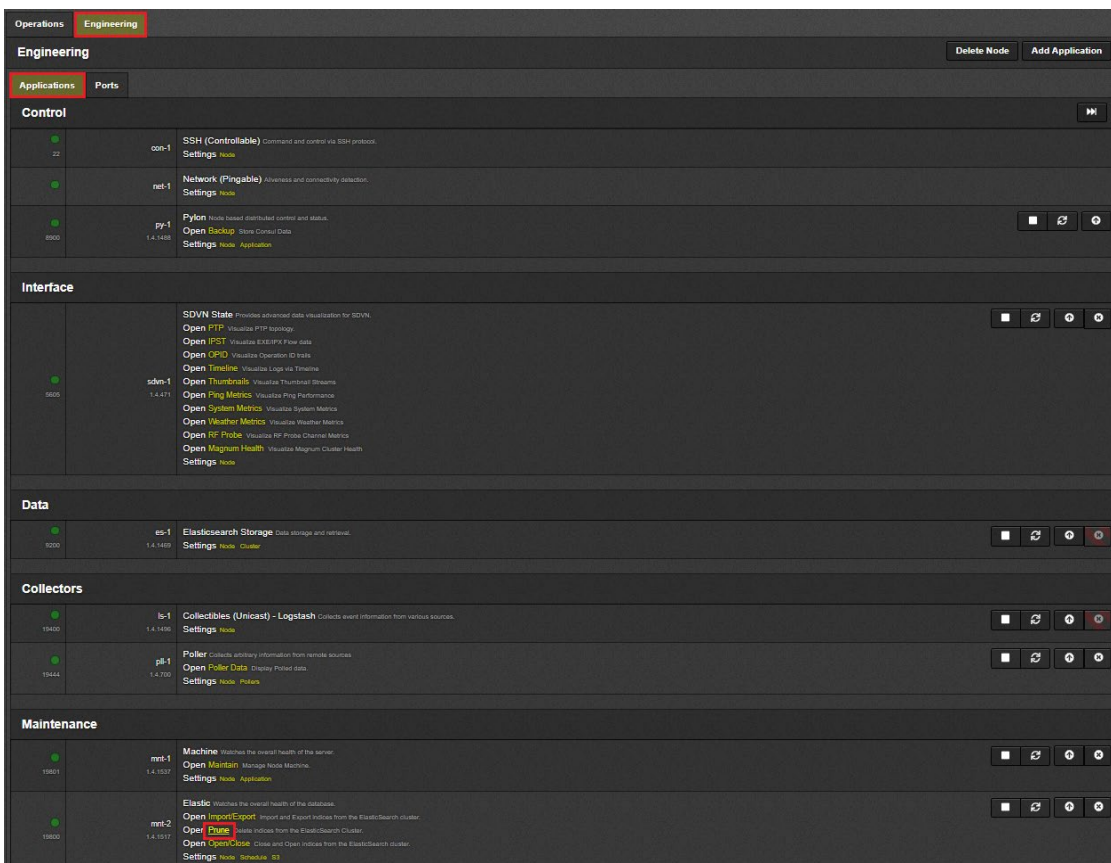 Operations Engineering
Engineering Delete Node Add Application
Applications Ports
Control
SSH (Controllable) Command and control via SSH protocol.
22 con-1
Settings Node
Network (Pingable) Aliveness and connectivity detection.
net-1
Settings Node
Pylon Node based distributed control and status.
py-1
Open Backup Store Consul Data
8900 1.4.1488
Settings Node Application
Interface
SDVN State Provides advanced data visualization for SDVN.
Open PTP Visualize PTP topology.
Open IPST Visualize EXE/IPX Flow data
Open OPID Visualize Operation ID trails
Open Timeline Visualize Logs via Timeline
sdvn-1 Open Thumbnails Visualize Thumbnail Streams
5605 1.4.471 Open Ping Metrics Visualize Ping Performance
Open System Metrics Visualize System Metrics
Open Weather Metrics Visualize Weather Metrics
Open RF Probe Visualize RF Probe Channel Metrics
Open Magnum Health Visualize Magnum Cluster Health
Settings Node
Data
es-1 Elasticsearch Storage Data storage and retrieval.
9200 1.4.1469 Settings Node Cluster
Collectors
ls-1 Collectibles (Unicast) - Logstash Collects event information from various sources.
19400 1.4.1496 Settings Node
Poller Collects arbitrary information from remote sources
pll-1 Open Poller Data Display Polled data.
19444 1.4.700 Settings Node Pollers
Maintenance
Machine Watches the overall health of the server.
mnt-1 Open Maintain Manage Node Machine.
19801 1.4.1537 Settings Node Application
Elastic Watches the overall health of the database.
Open Import/Export Import and Export Indices from the ElasticSearch cluster.
mnt-2 Open Prune Delete indices from the ElasticSearch Cluster.
19800 1.4.1517 Open Open/Close Close and Open indices from the ElasticSearch cluster.
Settings Node Schedule S3